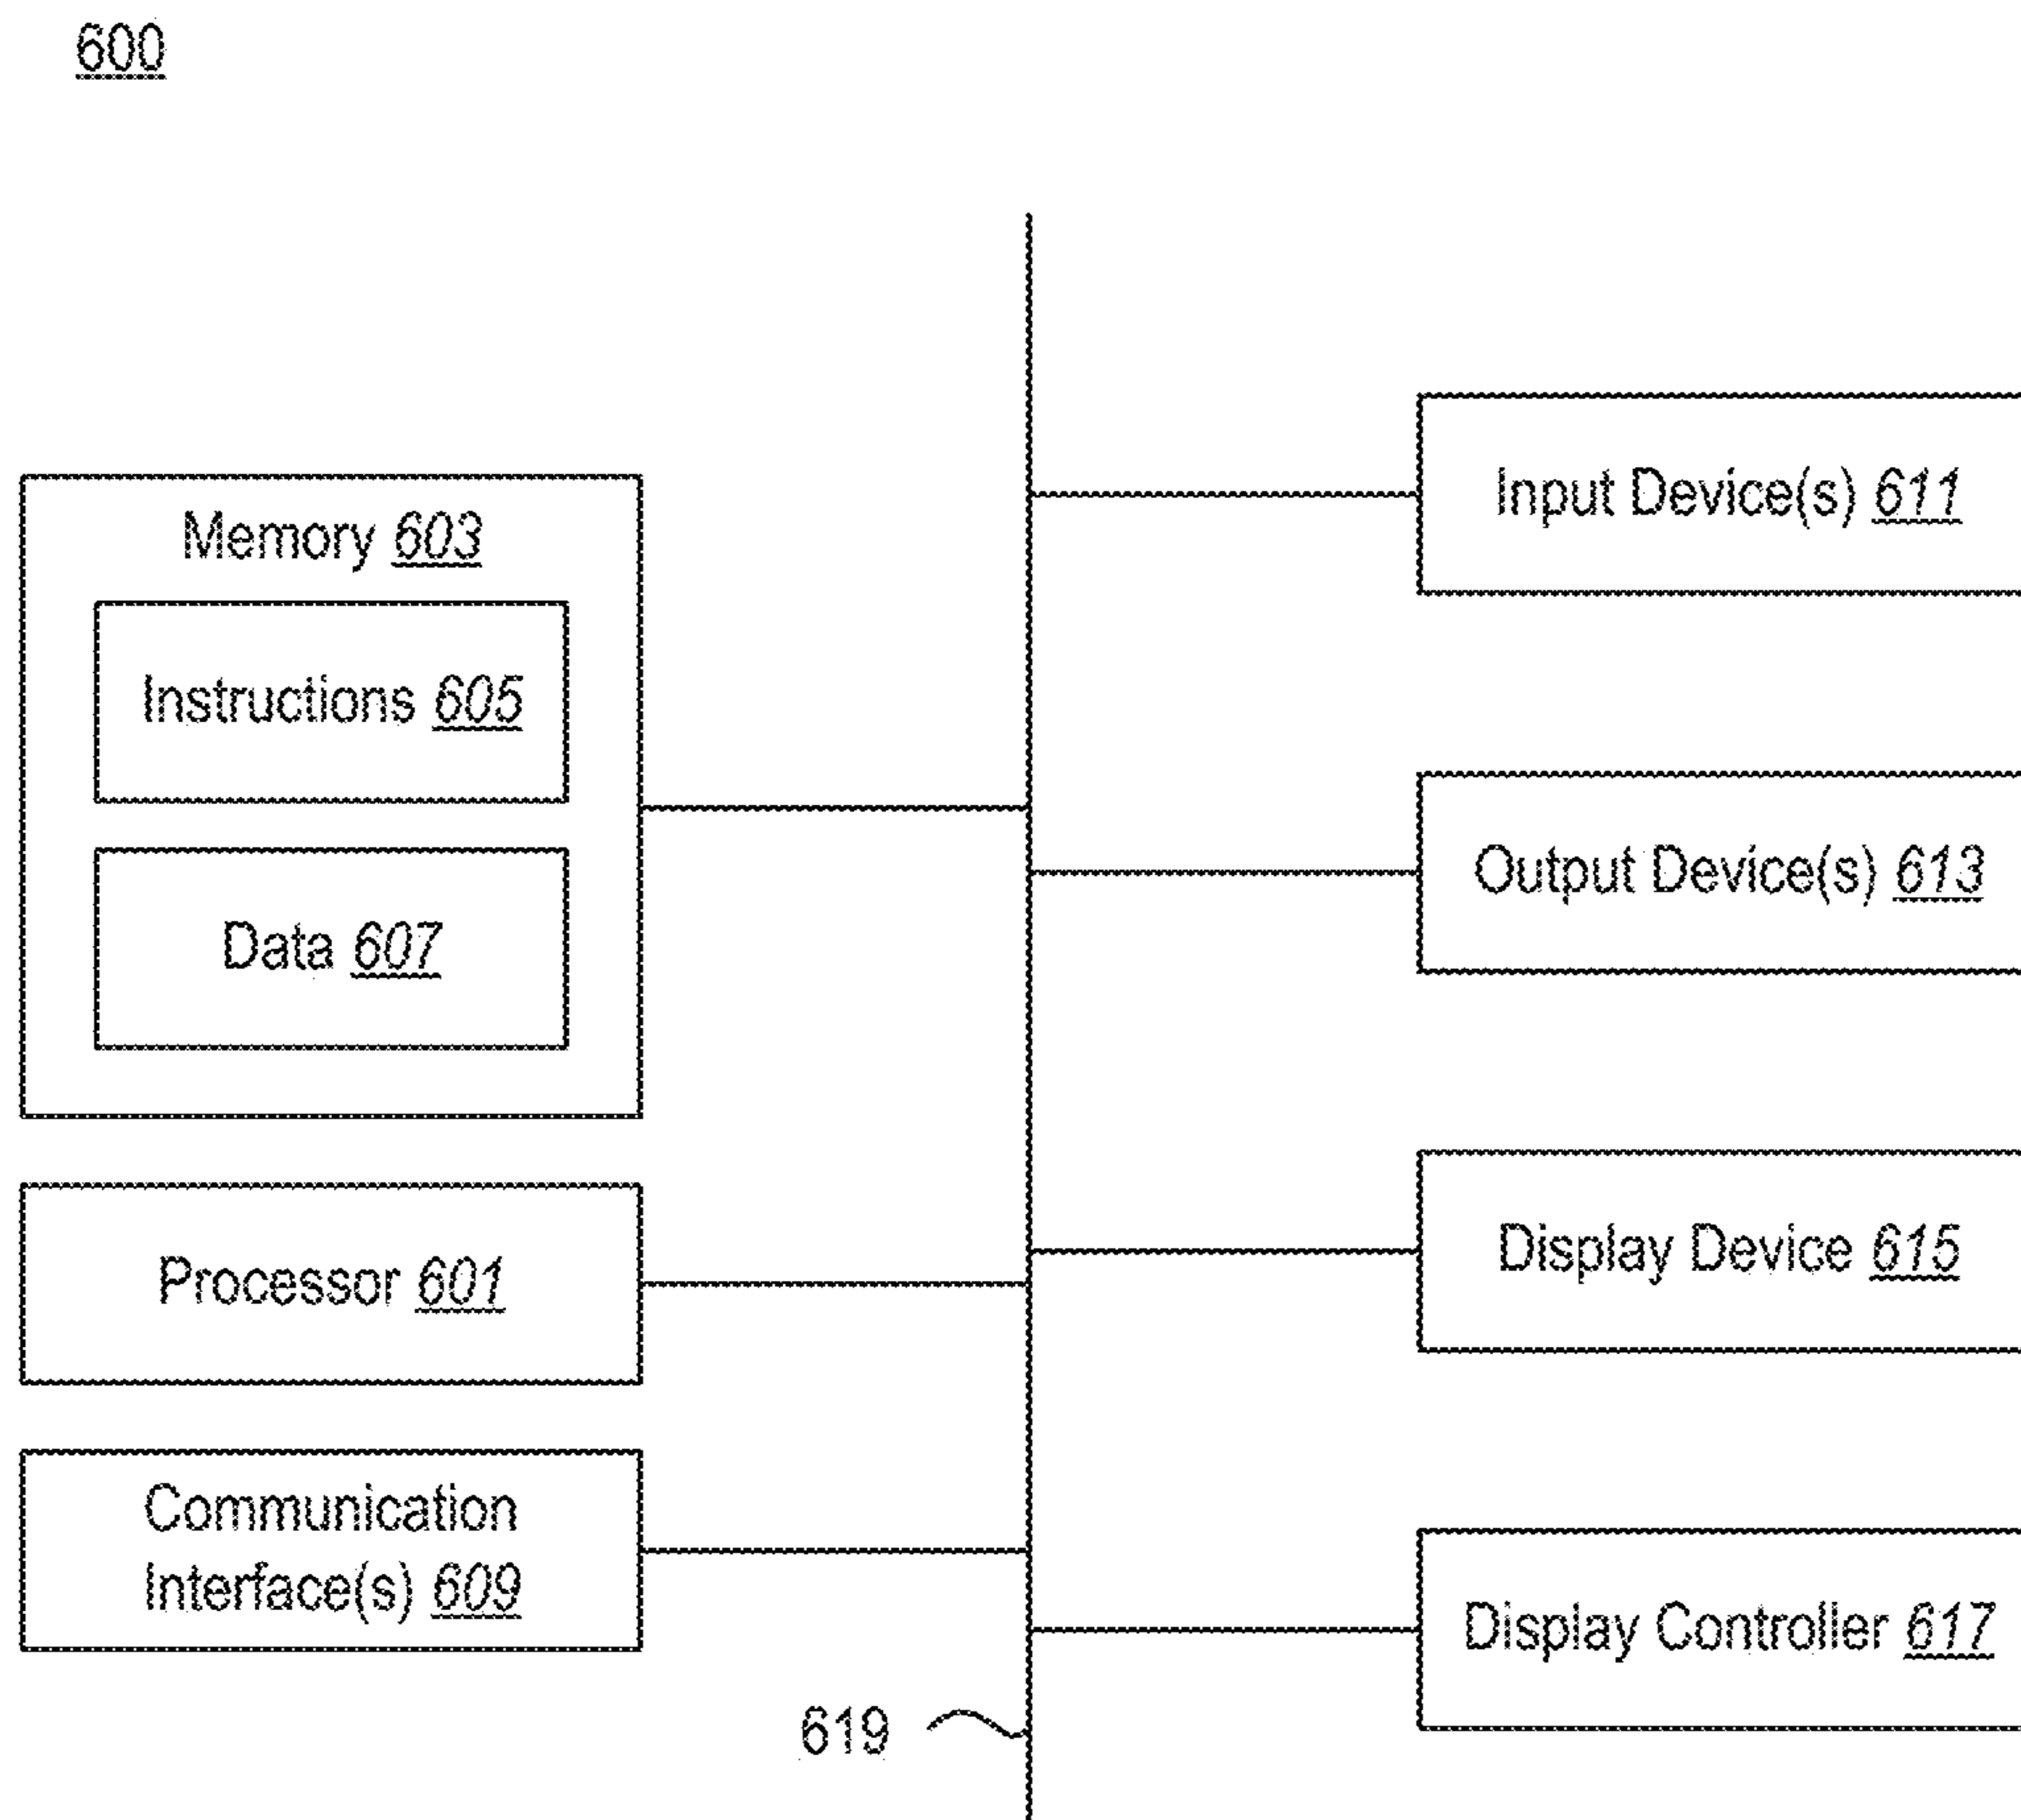 600
Memory 603
Instructions 605
Data 607
Processor 601
Communication
Interface(s) 609
Input Device(s) 611
Output Device(s) 613
Display Device 615
Display Controller 617
619